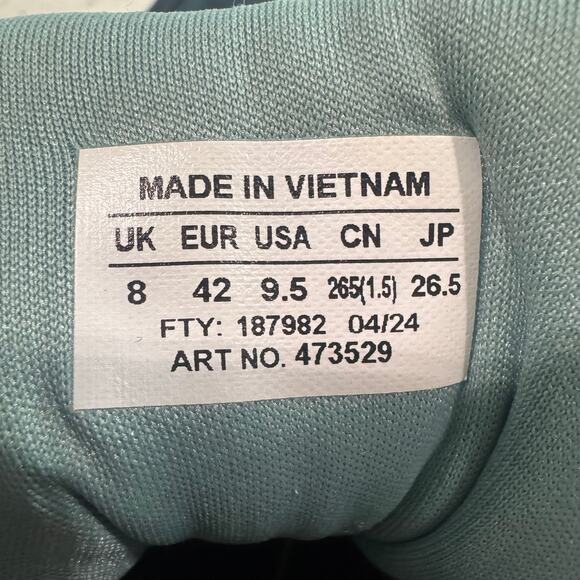 MADE IN VIETNAM
UK EUR USA CN JP
8 42 9.5 265(1.5) 26.5
FTY: 187982 04/24
ART NO. 473529